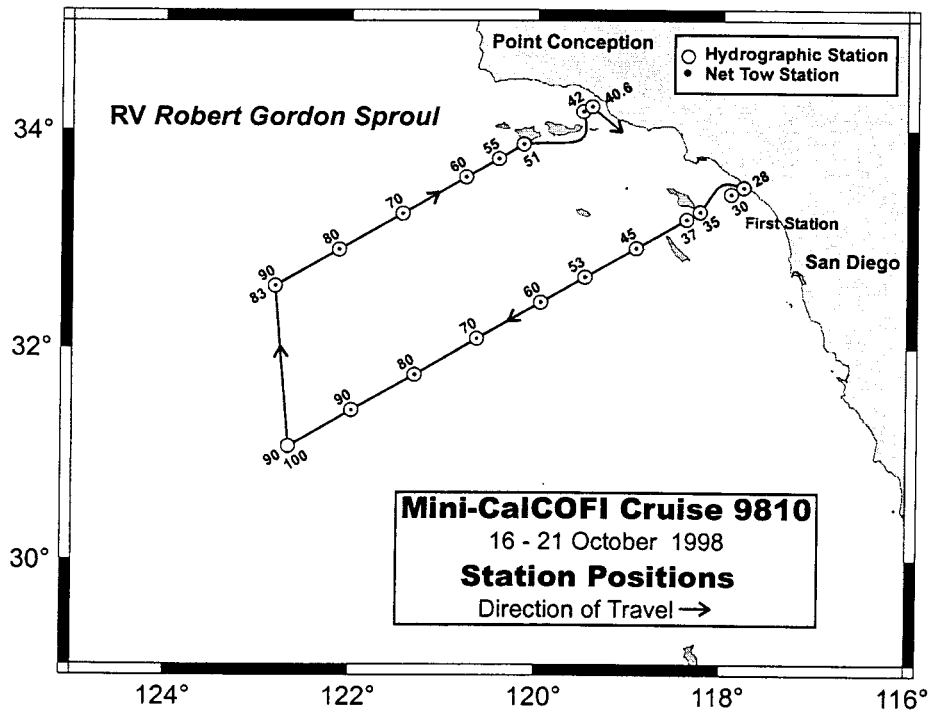 Point Conception
Hydrographic Station
Net Tow Station
RV Robert Gordon Sproul
42
40.6
34°
51
55
60
70
80
90
83
28
30
First Station
35
37
San Diego
45
53
60
32°
70
80
90
90
100
Mini-CalCOFI Cruise 9810
16 - 21 October 1998
Station Positions
Direction of Travel →
30°
124°
122°
120°
118°
116°